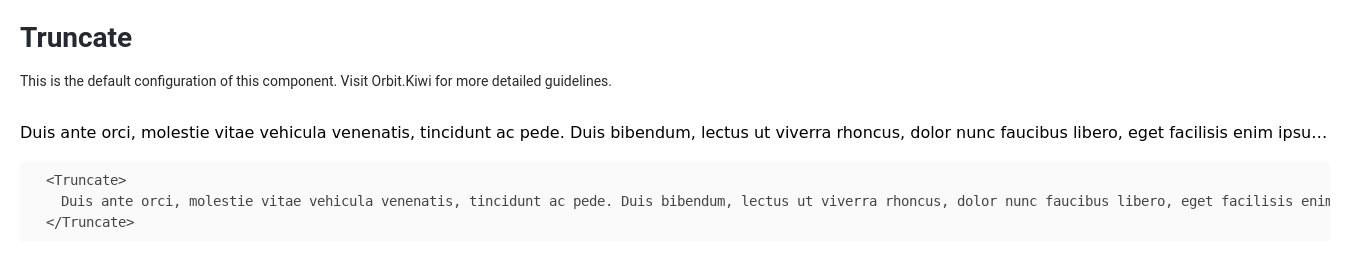 Truncate
This is the default configuration of this component. Visit Orbit.Kiwi for more detailed guidelines.
Duis ante orci, molestie vitae vehicula venenatis, tincidunt ac pede. Duis bibendum, lectus ut viverra rhoncus, dolor nunc faucibus libero, eget facilisis enim ipsu…
<Truncate>
Duis ante orci, molestie vitae vehicula venenatis, tincidunt ac pede. Duis bibendum, lectus ut viverra rhoncus, dolor nunc faucibus libero, eget facilisis enim
</Truncate>